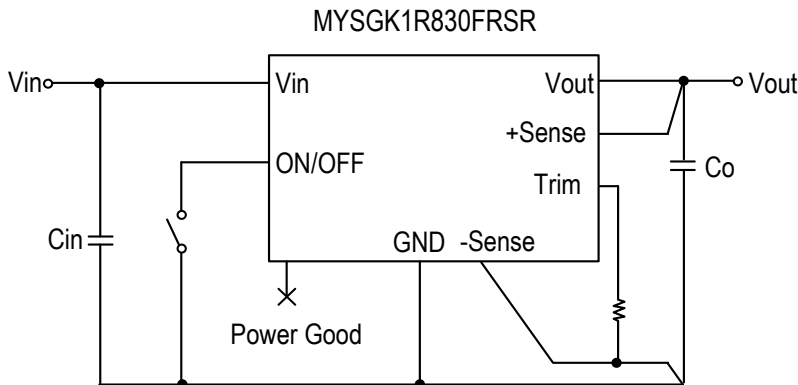 MYSGK1R830FRSR
Vin
Vin
Vout
Vout
+Sense
ON/OFF
Trim
Co
Cin
GND
-Sense
Power Good